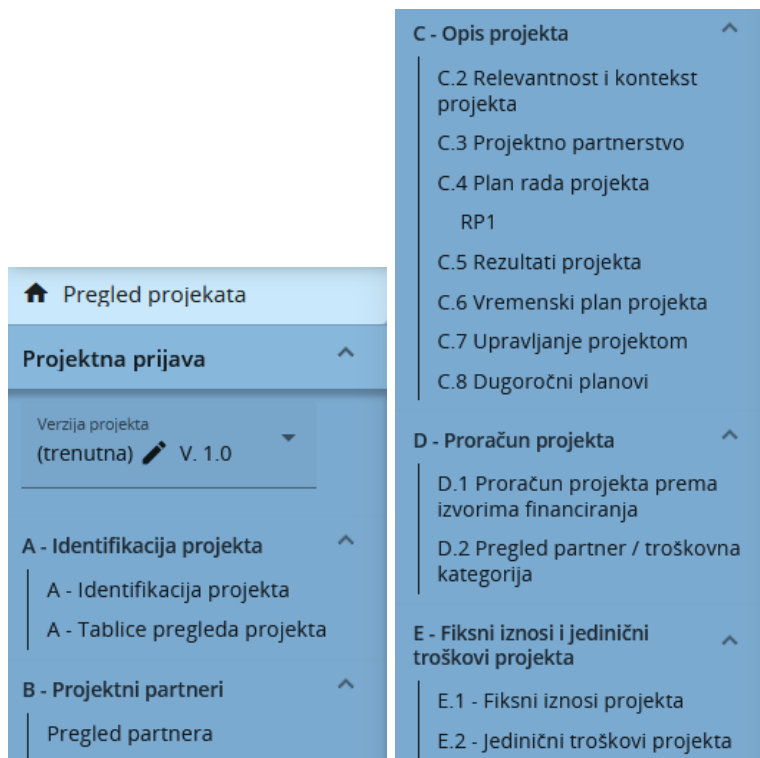 Pregled projekata
Projektna prijava
Verzija projekta
(trenutna) V. 1.0
A - Identifikacija projekta
A - Identifikacija projekta
A - Tablice pregleda projekta
B - Projektni partneri
Pregled partnera
C - Opis projekta
C.2 Relevantnost i kontekst
projekta
C.3 Projektno partnerstvo
C.4 Plan rada projekta
RP1
C.5 Rezultati projekta
C.6 Vremenski plan projekta
C.7 Upravljanje projektom
C.8 Dugoročni planovi
D - Proračun projekta
D.1 Proračun projekta prema
izvorima financiranja
D.2 Pregled partner / troškovna
kategorija
E - Fiksni iznosi i jedinični
troškovi projekta
E.1 - Fiksni iznosi projekta
E.2 - Jedinični troškovi projekta